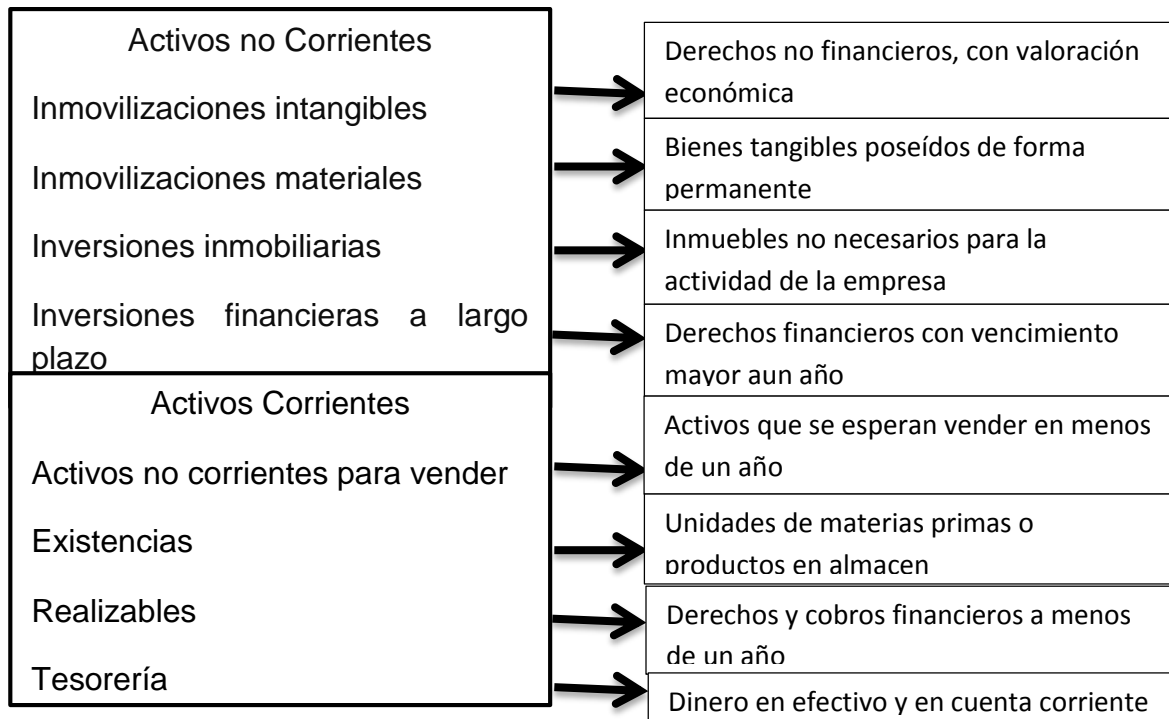 Activos no Corrientes
Inmovilizaciones intangibles
Inmovilizaciones materiales
Inversiones inmobiliarias
Inversiones financieras a largo
plazo
Derechos no financieros, con valoración
económica
Bienes tangibles poseídos de forma
permanente
Inmuebles no necesarios para la
actividad de la empresa
Derechos financieros con vencimiento
mayor aun año
Activos Corrientes
Activos no corrientes para vender
Existencias
Realizables
Tesorería
Activos que se esperan vender en menos
de un año
Unidades de materias primas o
productos en almacen
Derechos y cobros financieros a menos
de un año
Dinero en efectivo y en cuenta corriente